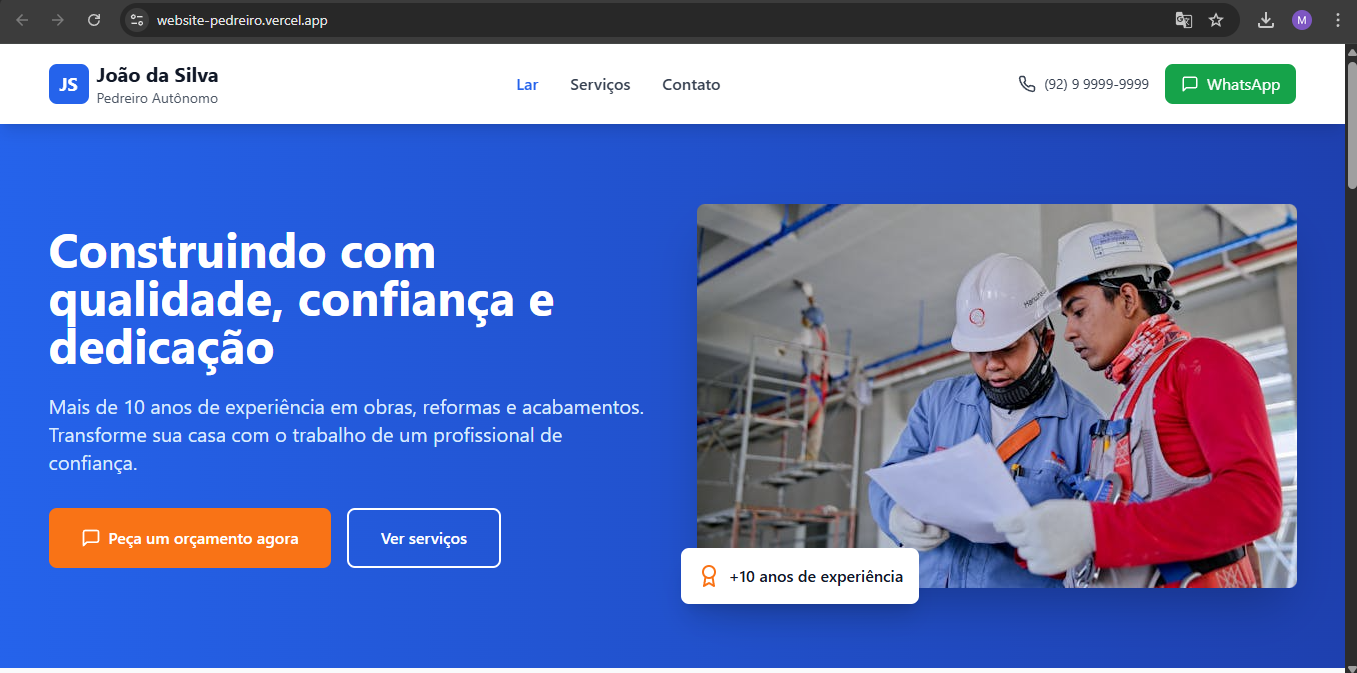 website-pedreiro.vercel.app
M
JS
João da Silva
Pedreiro Autônomo
Lar
Serviços
Contato
(92) 9 9999-9999
WhatsApp
Construindo com
qualidade, confiança e
dedicação
Mais de 10 anos de experiência em obras, reformas e acabamentos.
Transforme sua casa com o trabalho de um profissional de
confiança.
Peça um orçamento agora
Ver serviços
+10 anos de experiência